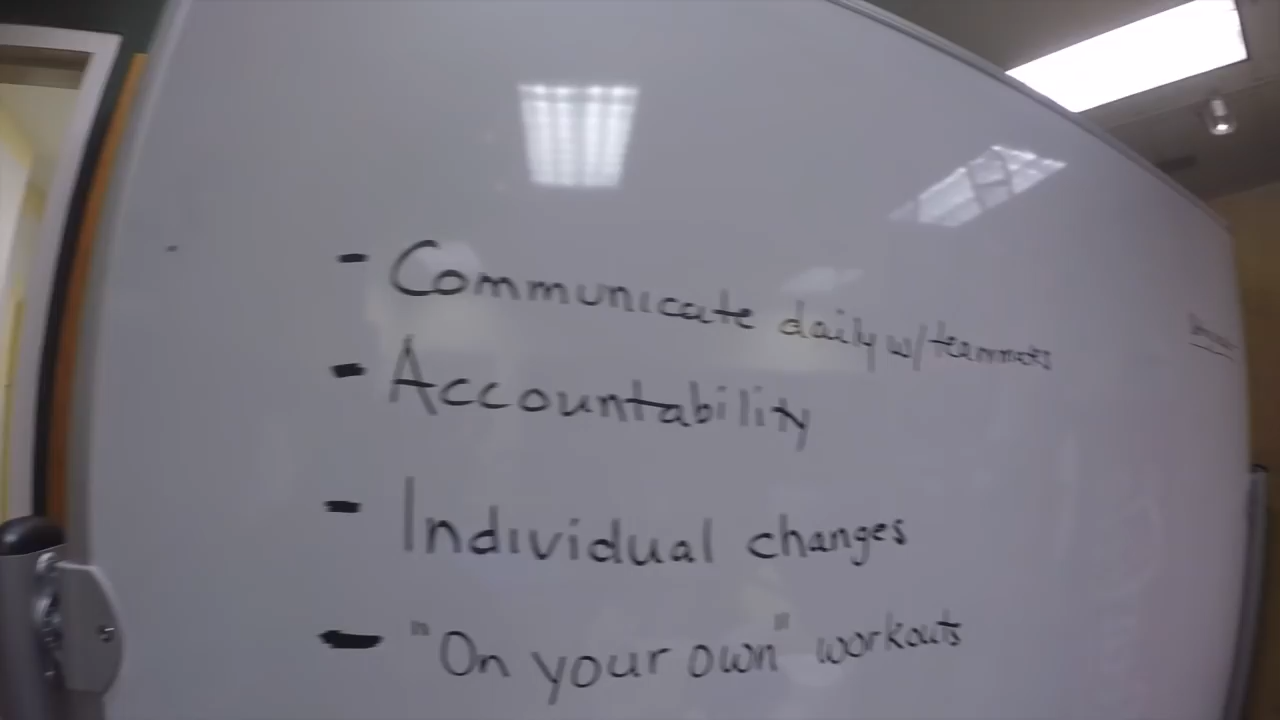 - Communicate daily w/teammates
- Accountability
- Individual changes
- "On your own" workouts